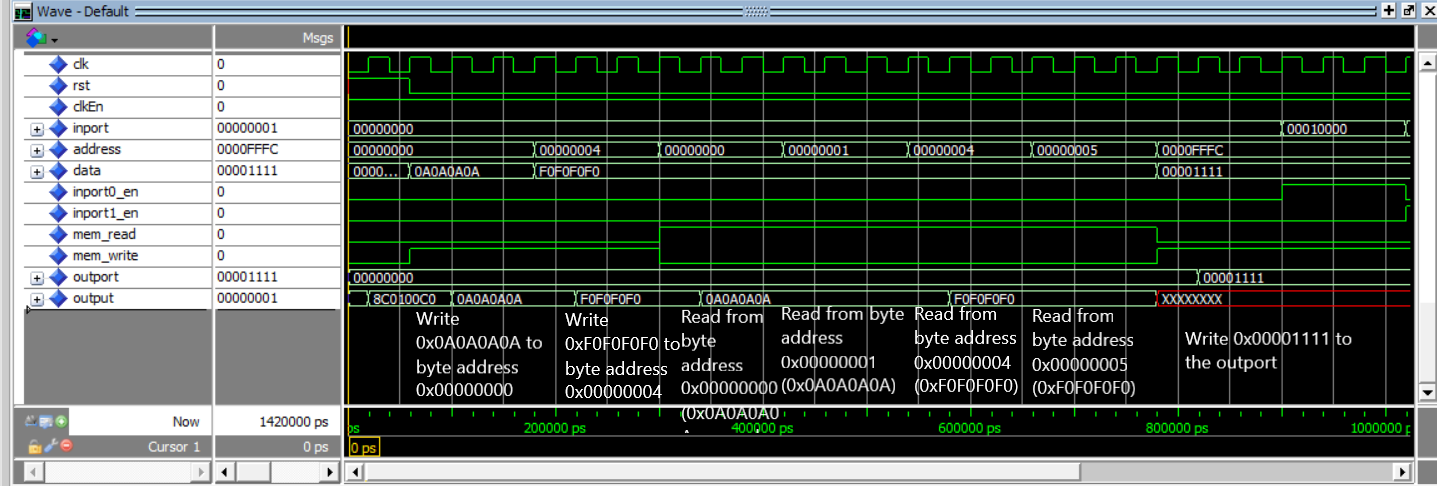 Wave - Default
Msgs
clk 0
rst 0
clkEn 0
inport 00000001 00000000 00010000
address 0000FFFC 00000000 00000004 00000000 00000001 00000004 00000005 0000FFFC
data 00001111 0000... 0A0A0A0A F0F0F0F0 00001111
inport0_en 0
inport1_en 0
mem_read 0
mem_write 0
outport 00001111 00000000 00001111
output 00000001 8C0100C0 0A0A0A0A F0F0F0F0 0A0A0A0A F0F0F0F0 XXXXXXXX
Write
0x0A0A0A0A to
byte address
0x00000000
Write
0xF0F0F0F0 to
byte address
0x00000004
Read from
byte
address
0x00000000
(0x0A0A0A0
Read from byte
address
0x00000001
(0x0A0A0A0A)
Read from
byte address
0x00000004
(0xF0F0F0F0)
Read from
byte address
0x00000005
(0xF0F0F0F0)
Write 0x00001111 to
the outport
Now 1420000 ps
ps 200000 ps 400000 ps 600000 ps 800000 ps 1000000 p
Cursor 1 0 ps 0 ps